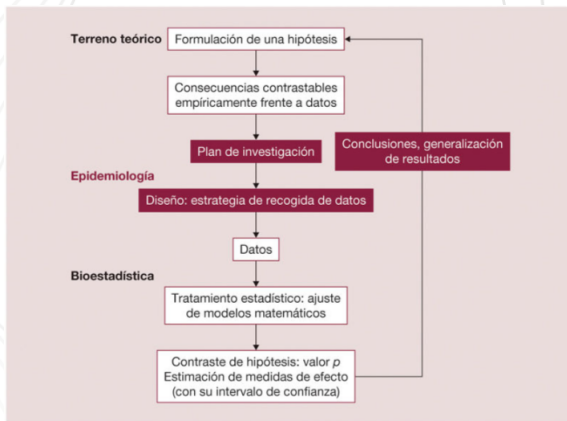 Terreno teórico
Formulación de una hipótesis
Consecuencias contrastables
empíricamente frente a datos
Plan de investigación
Conclusiones, generalización
de resultados
Epidemiología
Diseño: estrategia de recogida de datos
Datos
Bioestadística
Tratamiento estadístico: ajuste
de modelos matemáticos
Contraste de hipótesis: valor p
Estimación de medidas de efecto
(con su intervalo de confianza)